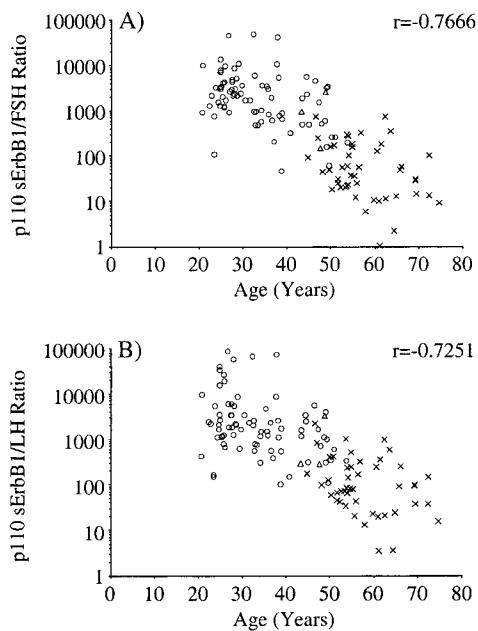 A)
r=-0.7666
p110 sErbB1/FSH Ratio
100000
10000
1000
100
10
1
0 10 20 30 40 50 60 70 80
Age (Years)
B)
r=-0.7251
p110 sErbB1/LH Ratio
100000
10000
1000
100
10
1
0 10 20 30 40 50 60 70 80
Age (Years)